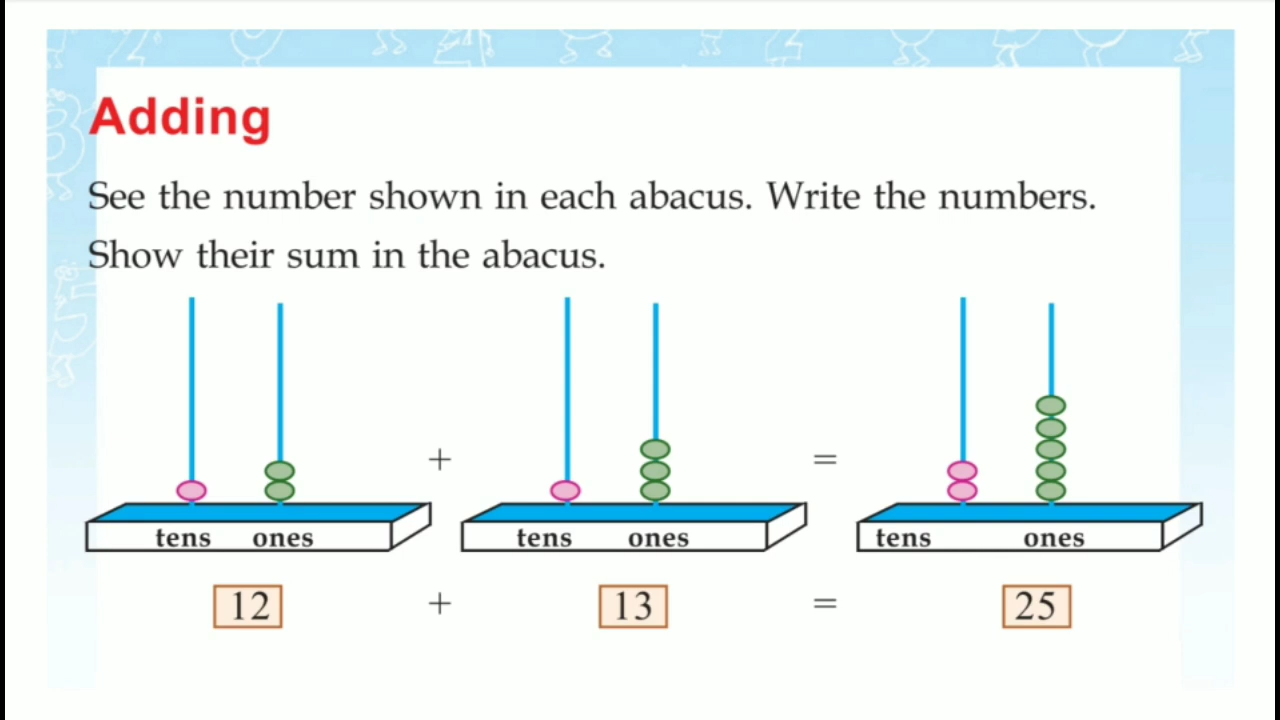 Adding
See the number shown in each abacus. Write the numbers.
Show their sum in the abacus.
+ =
tens ones tens ones tens ones
12 + 13 = 25